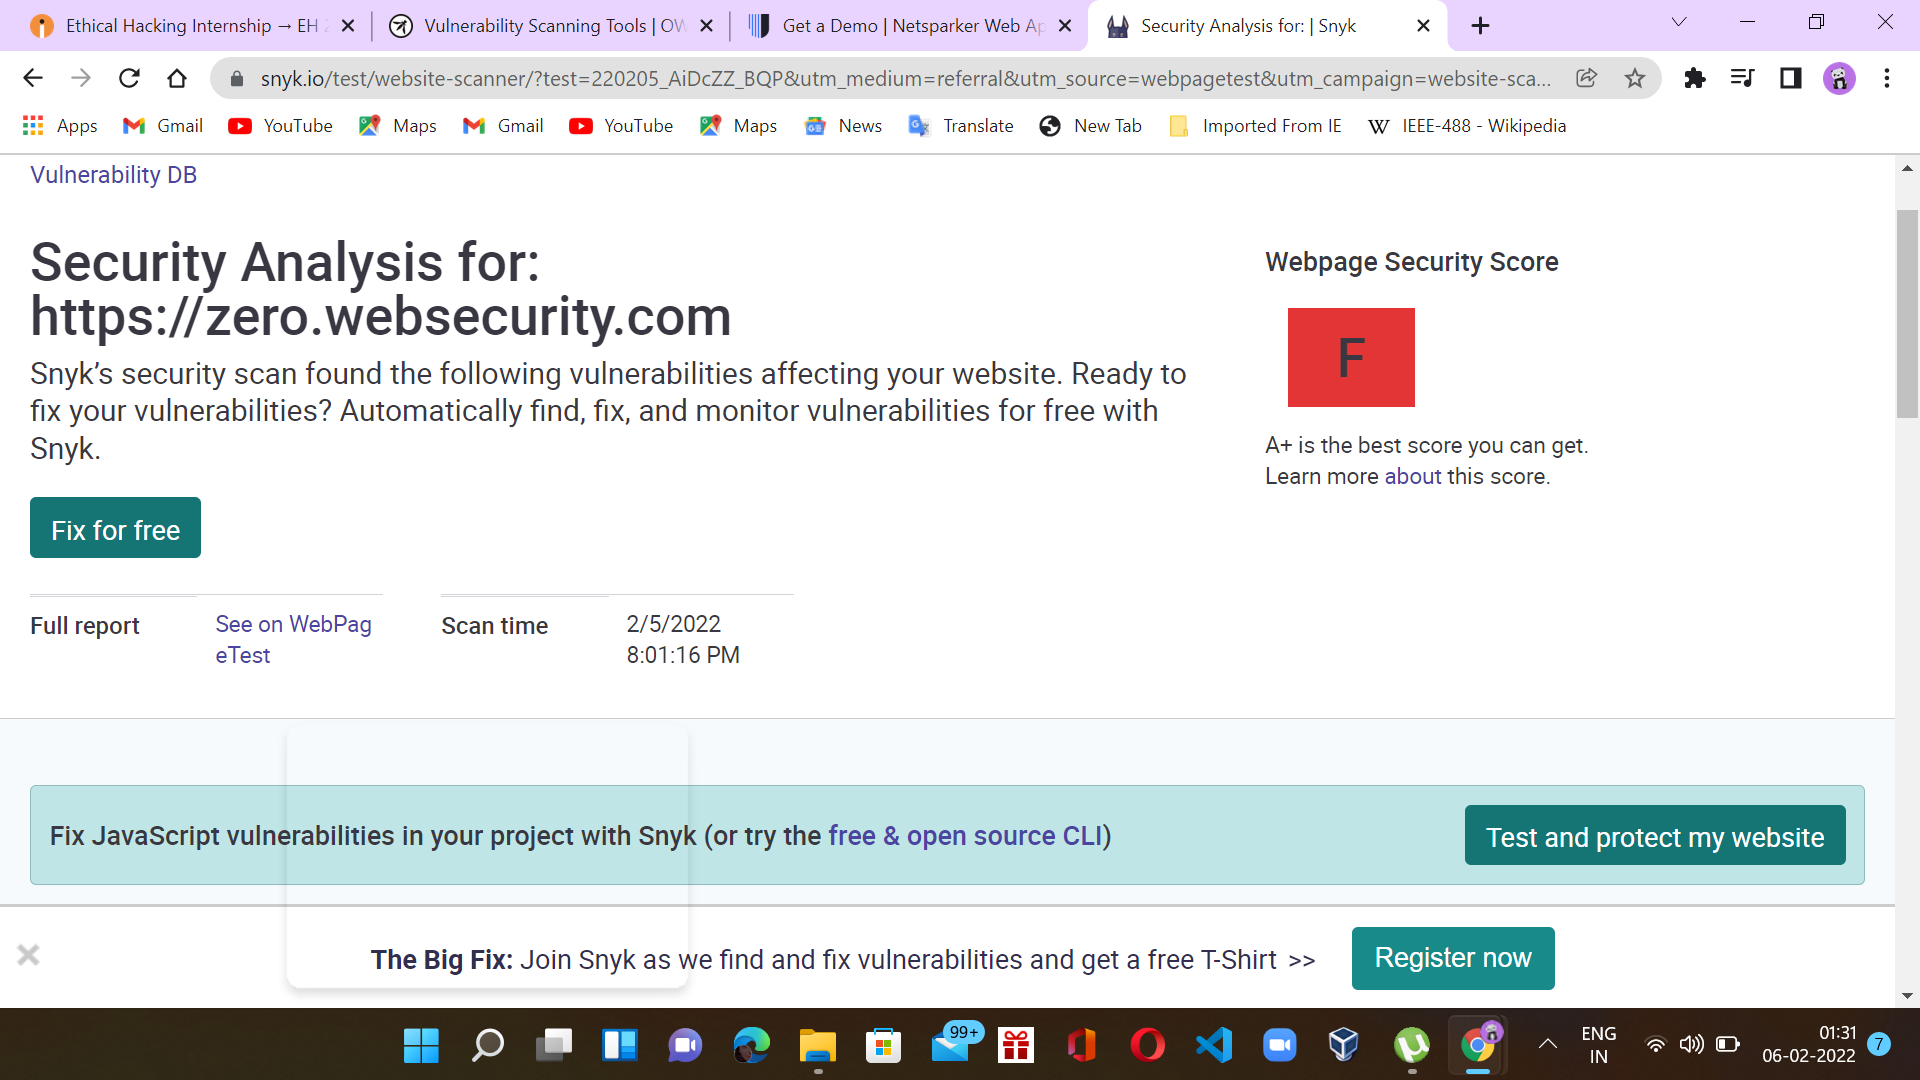 Ethical Hacking Internship → EH 2
Vulnerability Scanning Tools | OW
Get a Demo | Netsparker Web Ap
Security Analysis for: | Snyk
snyk.io/test/website-scanner/?test=220205_AiDcZZ_BQP&utm_medium=referral&utm_source=webpagetest&utm_campaign=website-sca...
Apps
Gmail
YouTube
Maps
Gmail
YouTube
Maps
News
Translate
New Tab
Imported From IE
IEEE-488 - Wikipedia
Vulnerability DB
Security Analysis for:
https://zero.websecurity.com
Snyk’s security scan found the following vulnerabilities affecting your website. Ready to
fix your vulnerabilities? Automatically find, fix, and monitor vulnerabilities for free with
Snyk.
Fix for free
Webpage Security Score
F
A+ is the best score you can get.
Learn more about this score.
Full report
See on WebPag
eTest
Scan time
2/5/2022
8:01:16 PM
Fix JavaScript vulnerabilities in your project with Snyk (or try the free & open source CLI)
Test and protect my website
The Big Fix: Join Snyk as we find and fix vulnerabilities and get a free T-Shirt >>
Register now
99+
ENG
IN
01:31
06-02-2022
7